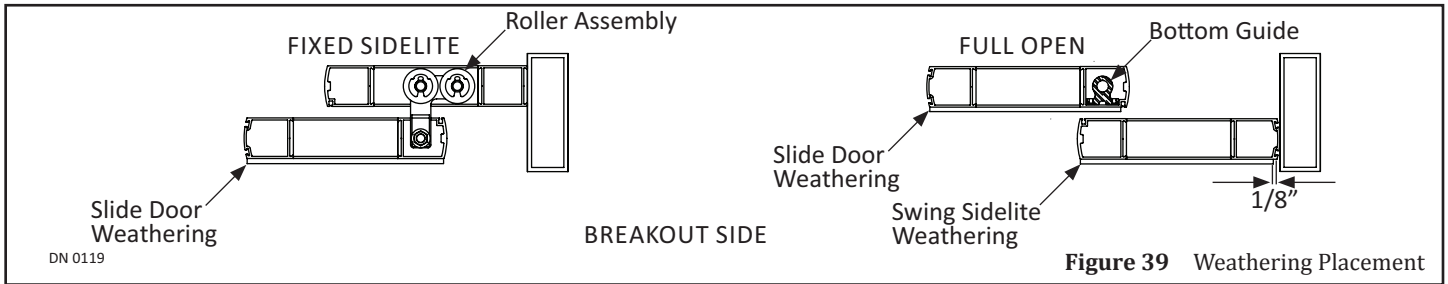 Roller Assembly
FIXED SIDELITE
Slide Door
Weathering
DN 0119
BREAKOUT SIDE
FULL OPEN
Bottom Guide
Slide Door
Weathering
Swing Sidelite
Weathering
1/8”
Figure 39 Weathering Placement